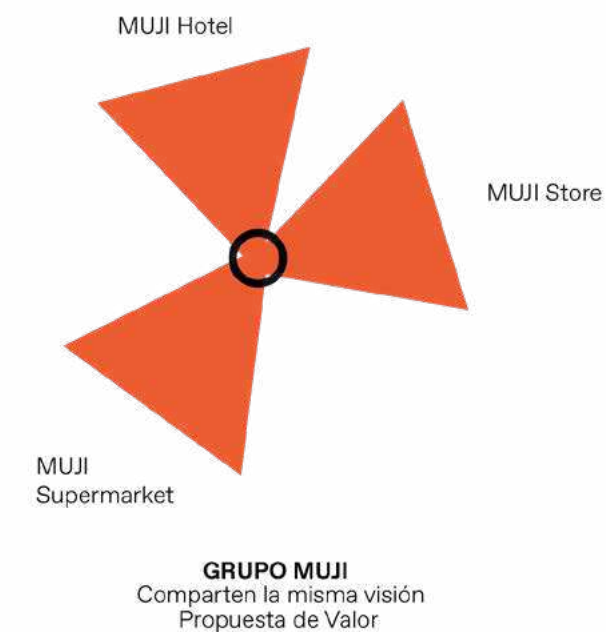 MUJI Hotel
MUJI Store
MUJI
Supermarket
GRUPO MUJI
Comparten la misma visión
Propuesta de Valor